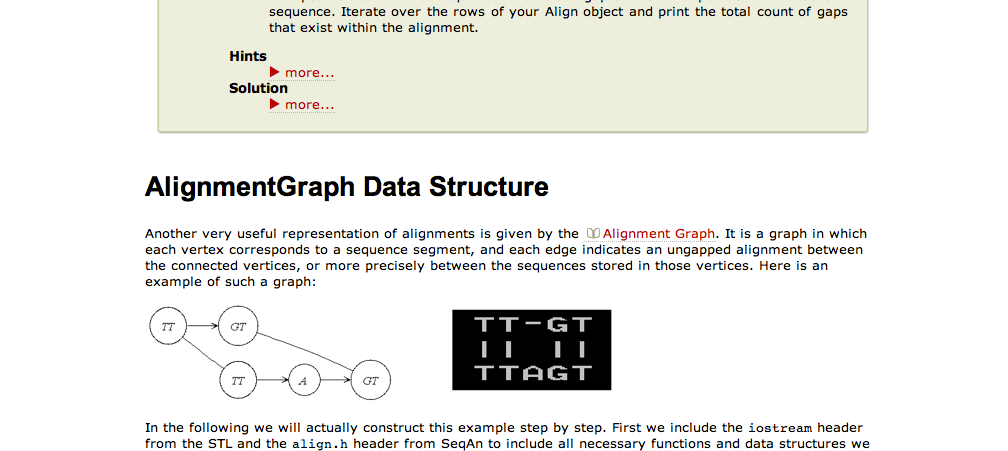 sequence. Iterate over the rows of your Align object and print the total count of gaps
that exist within the alignment.
Hints
more...
Solution
more...
AlignmentGraph Data Structure
Another very useful representation of alignments is given by the Alignment Graph. It is a graph in which
each vertex corresponds to a sequence segment, and each edge indicates an ungapped alignment between
the connected vertices, or more precisely between the sequences stored in those vertices. Here is an
example of such a graph:
TT GT
TT A GT
TT-GT
|| ||
TTAGT
In the following we will actually construct this example step by step. First we include the iostream header
from the STL and the align.h header from SeqAn to include all necessary functions and data structures we